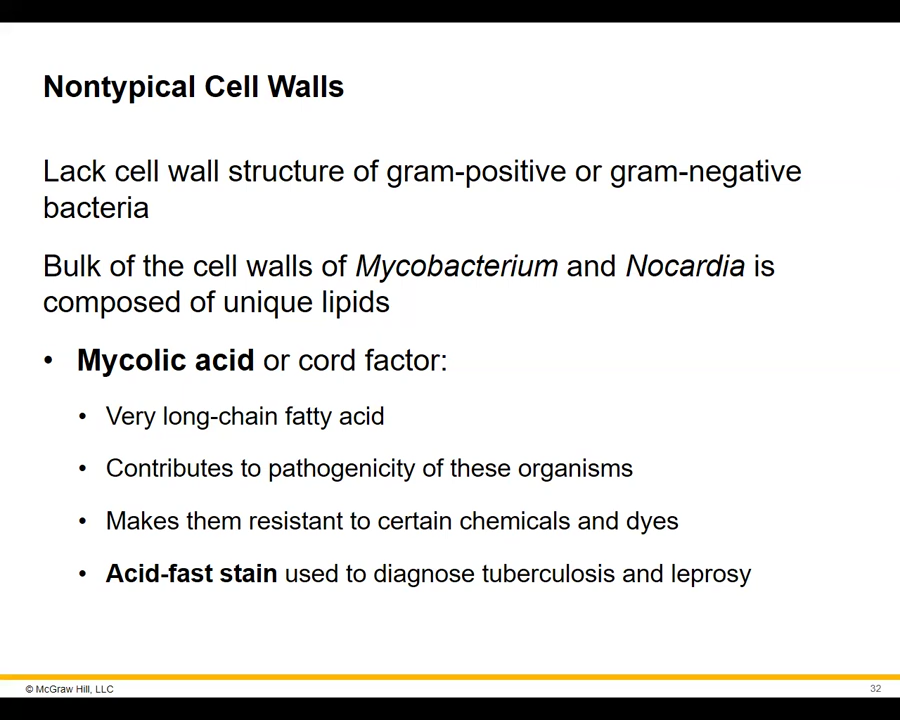 Nontypical Cell Walls
Lack cell wall structure of gram-positive or gram-negative
bacteria
Bulk of the cell walls of Mycobacterium and Nocardia is
composed of unique lipids
• Mycolic acid or cord factor:
• Very long-chain fatty acid
• Contributes to pathogenicity of these organisms
• Makes them resistant to certain chemicals and dyes
• Acid-fast stain used to diagnose tuberculosis and leprosy
© McGraw Hill, LLC
32